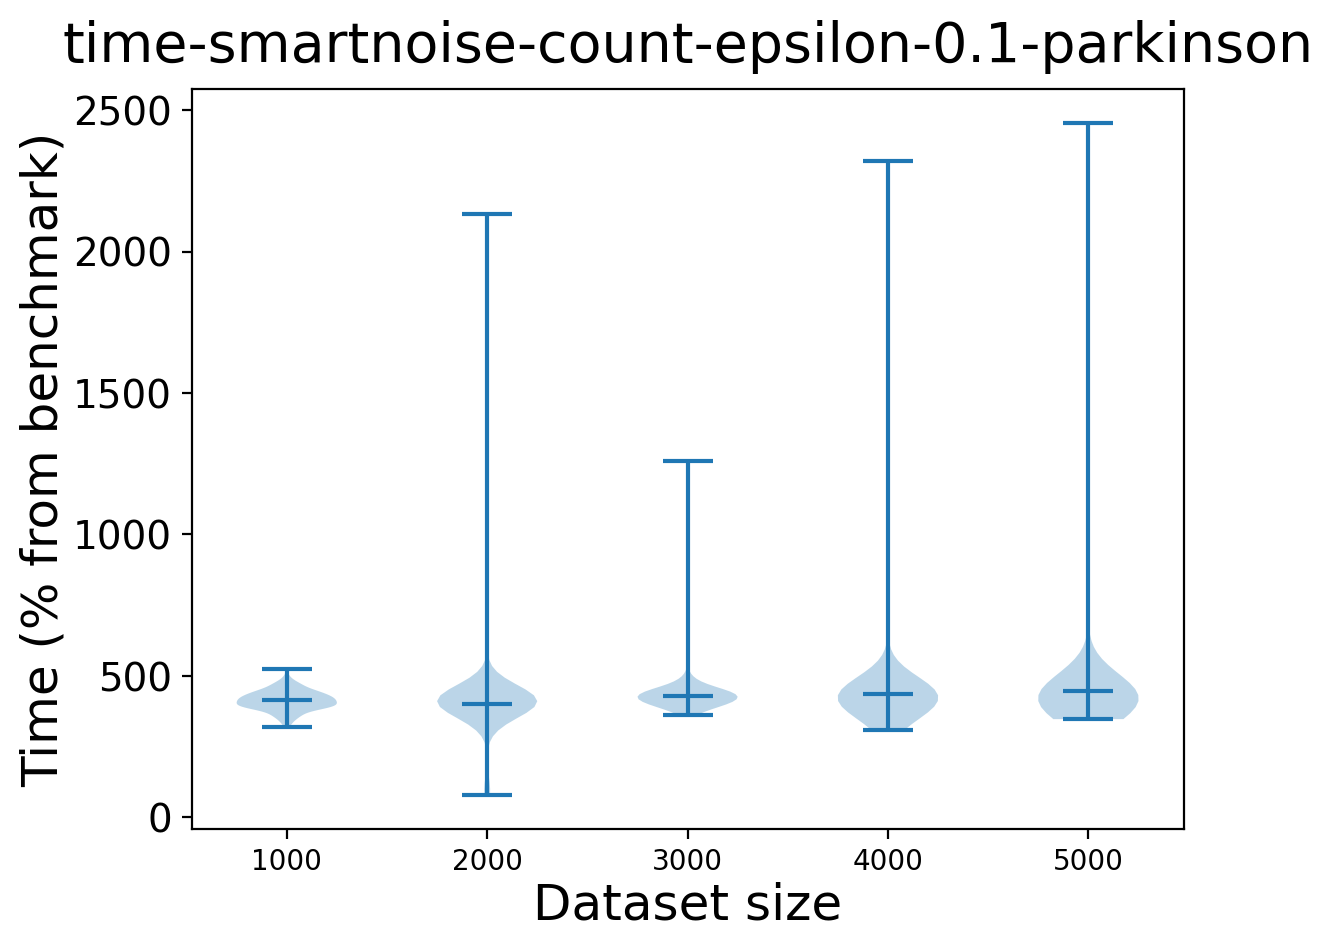 time-smartnoise-count-epsilon-0.1-parkinson
Time (% from benchmark)
2500
2000
1500
1000
500
0
1000 2000 3000 4000 5000
Dataset size